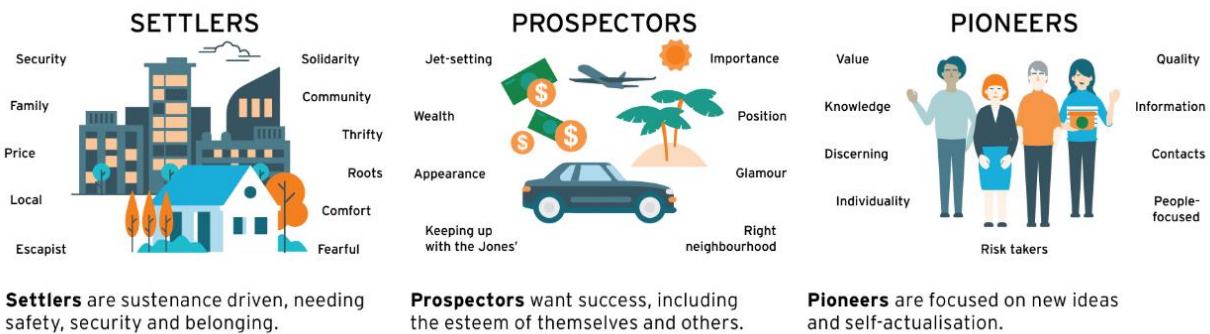 SETTLERS
Security
Family
Price
Local
Escapist
Solidarity
Community
Thrifty
Roots
Comfort
Fearful
Settlers are sustenance driven, needing
safety, security and belonging.
PROSPECTORS
Jet-setting
Wealth
Appearance
Keeping up
with the Jones'
$
$
$
Importance
Position
Glamour
Right
neighbourhood
Prospectors want success, including
the esteem of themselves and others.
PIONEERS
Value
Knowledge
Discerning
Individuality
Quality
Information
Contacts
People-
focused
Risk takers
Pioneers are focused on new ideas
and self-actualisation.